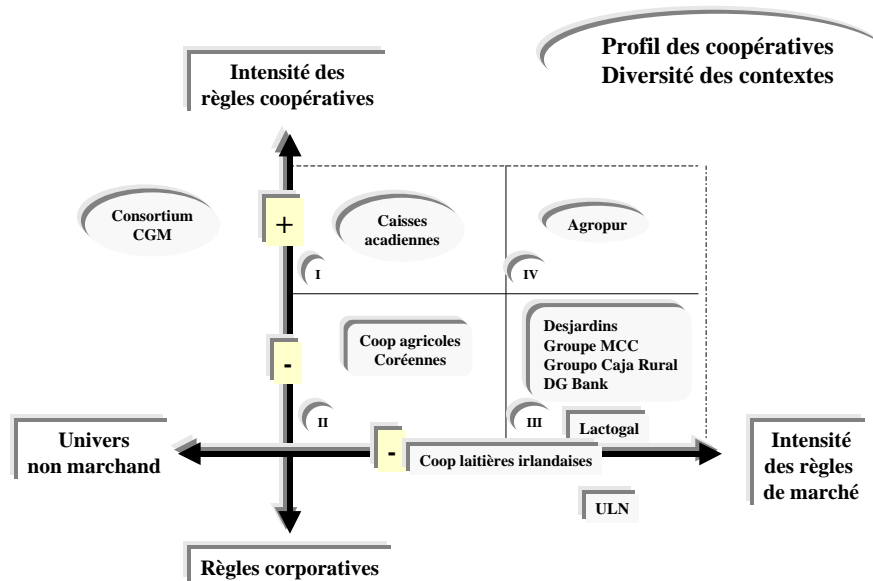 Profil des coopératives
Diversité des contextes
Intensité des
règles coopératives
Consortium
CGM
+
Caisses
acadiennes
Agropur
I
IV
-
Coop agricoles
Coréennes
Desjardins
Groupe MCC
Groupo Caja Rural
DG Bank
II
III
Lactogal
Univers
non marchand
-
Coop laitières irlandaises
Intensité
des règles
de marché
ULN
Règles corporatives